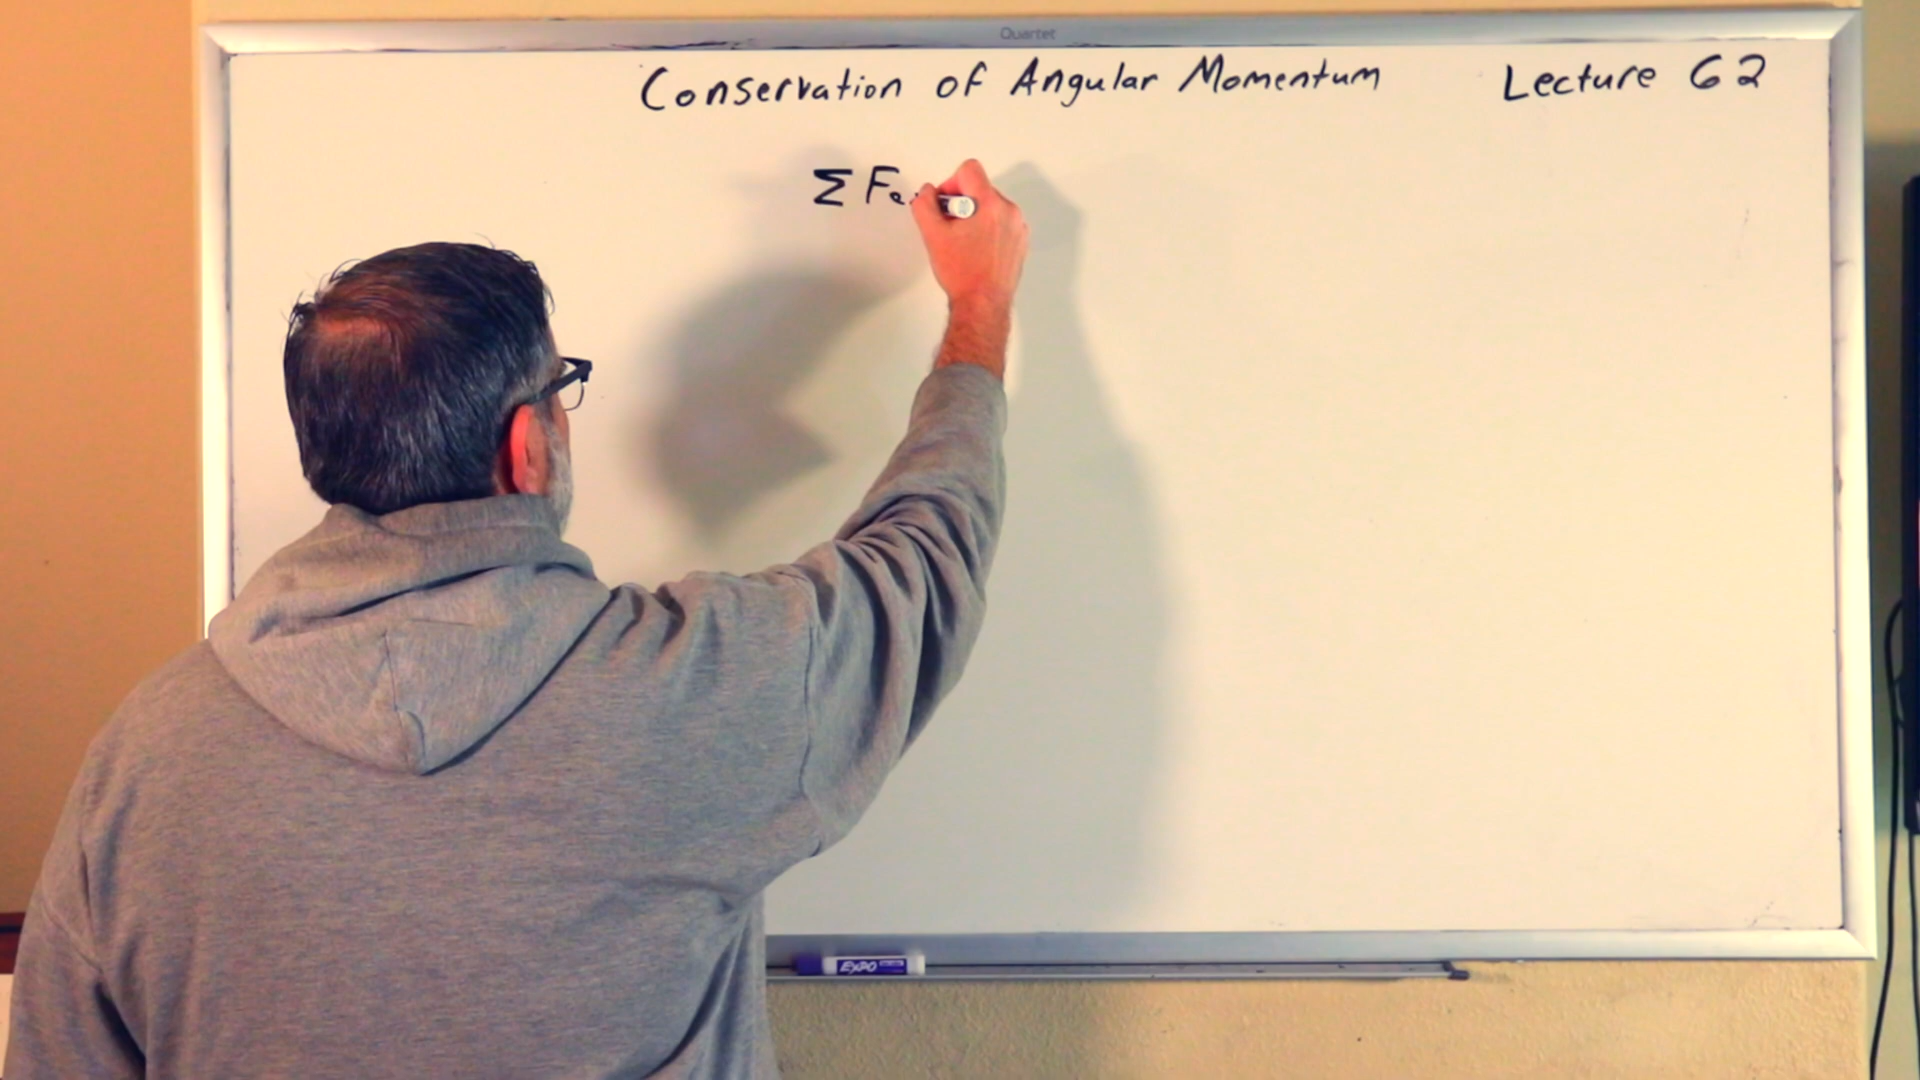 Quartet
Conservation of Angular Momentum Lecture 62
Σ Fe
EXPO